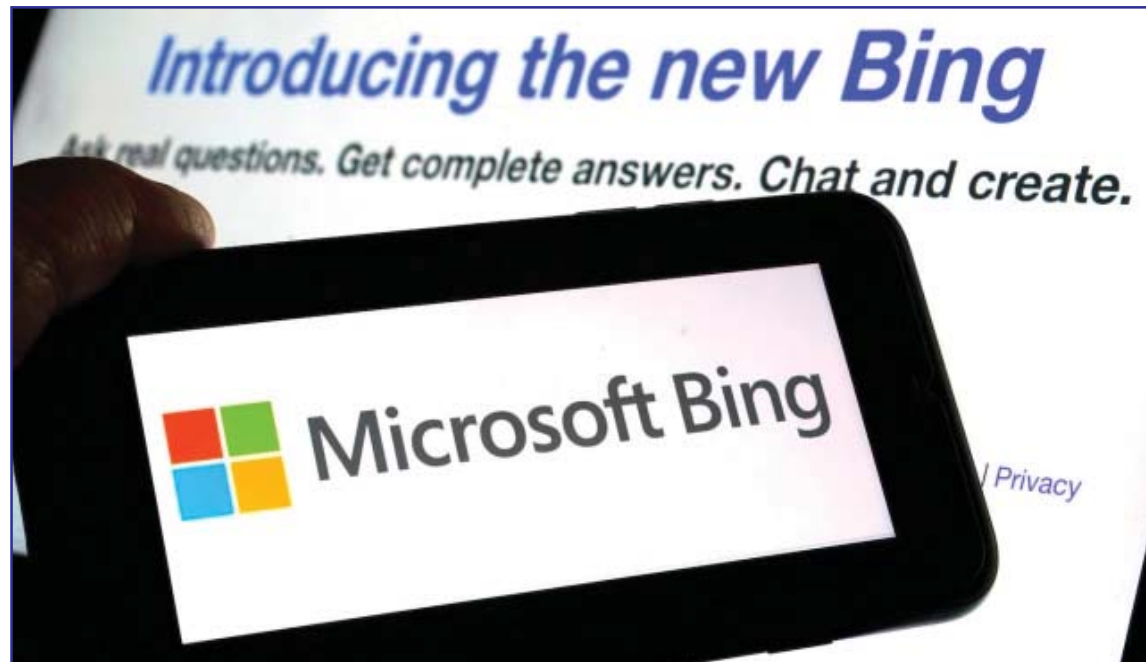 Introducing the new Bing
Ask real questions. Get complete answers. Chat and create.
Microsoft Bing
| Privacy